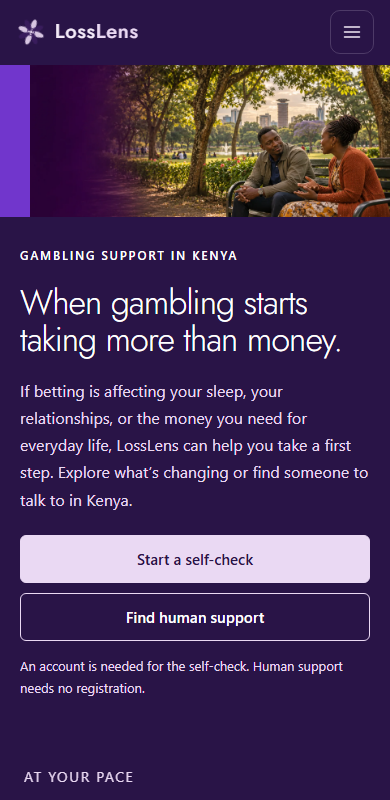 LossLens
GAMBLING SUPPORT IN KENYA
When gambling starts
taking more than money.
If betting is affecting your sleep, your
relationships, or the money you need for
everyday life, LossLens can help you take a first
step. Explore what’s changing or find someone to
talk to in Kenya.
Start a self-check
Find human support
An account is needed for the self-check. Human support
needs no registration.
AT YOUR PACE